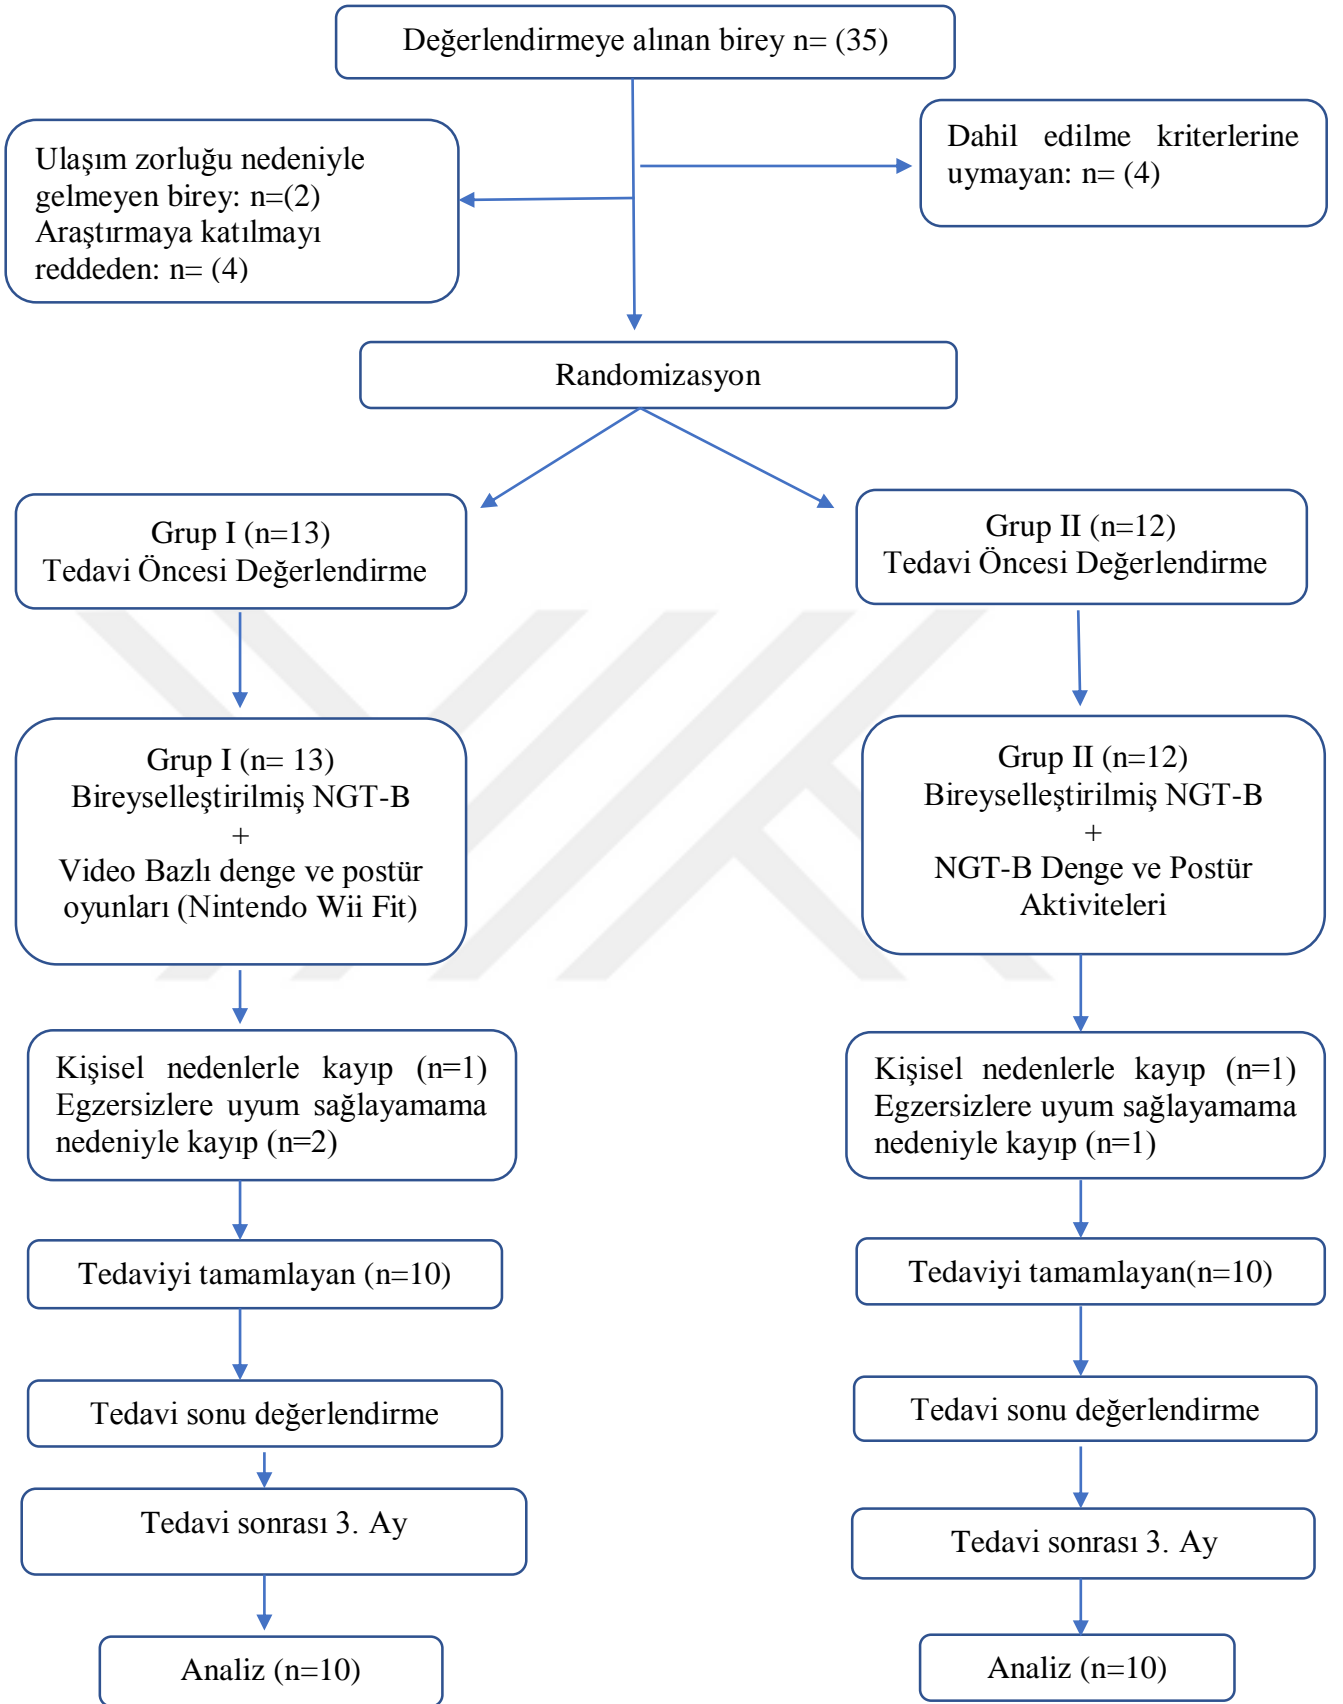 Değerlendirmeye alınan birey n= (35)
Ulaşım zorluğu nedeniyle
gelmeyen birey: n=(2)
Araştırmaya katılmayı
reddeden: n= (4)
Dahil edilme kriterlerine
uymayan: n= (4)
Randomizasyon
Grup I (n=13)
Tedavi Öncesi Değerlendirme
Grup II (n=12)
Tedavi Öncesi Değerlendirme
Grup I (n= 13)
Bireyselleştirilmiş NGT-B
+
Video Bazlı denge ve postür
oyunları (Nintendo Wii Fit)
Grup II (n=12)
Bireyselleştirilmiş NGT-B
+
NGT-B Denge ve Postür
Aktiviteleri
Kişisel nedenlerle kayıp (n=1)
Egzersizlere uyum sağlayamama
nedeniyle kayıp (n=2)
Kişisel nedenlerle kayıp (n=1)
Egzersizlere uyum sağlayamama
nedeniyle kayıp (n=1)
Tedaviyi tamamlayan (n=10)
Tedaviyi tamamlayan(n=10)
Tedavi sonu değerlendirme
Tedavi sonu değerlendirme
Tedavi sonrası 3. Ay
Tedavi sonrası 3. Ay
Analiz (n=10)
Analiz (n=10)